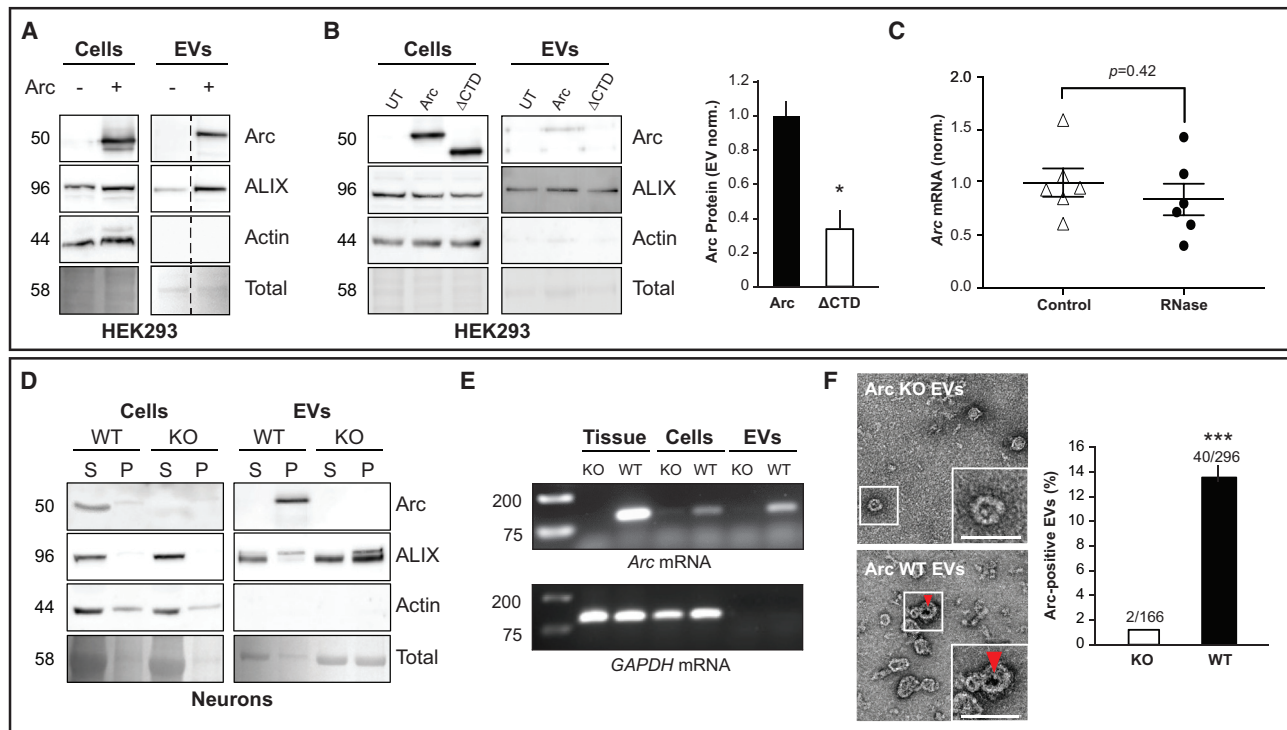 A
Cells EVs
Arc - + - +
50 Arc
96 ALIX
44 Actin
58 Total
HEK293
B
Cells EVs
UT Arc ΔCTD UT Arc ΔCTD
50 Arc
96 ALIX
44 Actin
58 Total
HEK293
Arc Protein (EV norm.)
1.2
1.0
0.8
0.6
0.4
0.2
0
*
Arc ΔCTD
C
p=0.42
Arc mRNA (norm.)
2.0
1.5
1.0
0.5
0.0
Control RNase
D
Cells EVs
WT KO WT KO
S P S P S P S P
50 Arc
96 ALIX
44 Actin
58 Total
Neurons
E
Tissue Cells EVs
KO WT KO WT KO WT
200
75
Arc mRNA
200
75
GAPDH mRNA
F
Arc KO EVs
Arc WT EVs
Arc-positive EVs (%)
16
14
12
10
8
6
4
2
0
***
40/296
2/166
KO WT